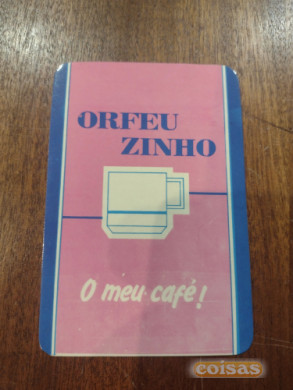 ORFEU
ZINHO
O meu café!
coisas